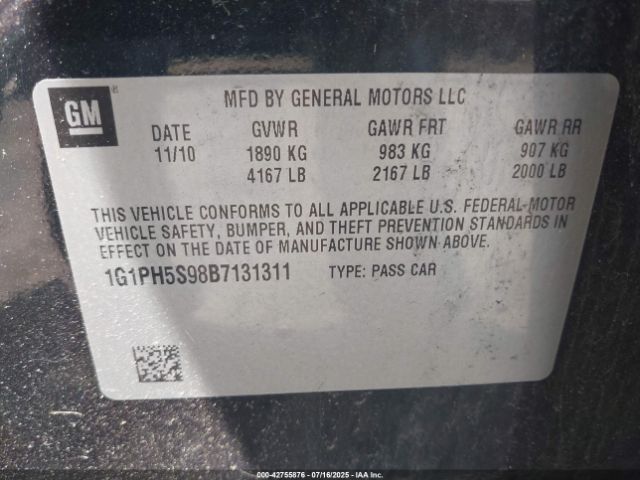 GM
®
MFD BY GENERAL MOTORS LLC
DATE GVWR GAWR FRT GAWR RR
11/10 1890 KG 983 KG 907 KG
4167 LB 2167 LB 2000 LB
THIS VEHICLE CONFORMS TO ALL APPLICABLE U.S. FEDERAL-MOTOR
VEHICLE SAFETY, BUMPER, AND THEFT PREVENTION STANDARDS IN
EFFECT ON THE DATE OF MANUFACTURE SHOWN ABOVE.
1G1PH5S98B7131311 TYPE: PASS CAR
000-42755876 - 07/16/2025 - IAA Inc.